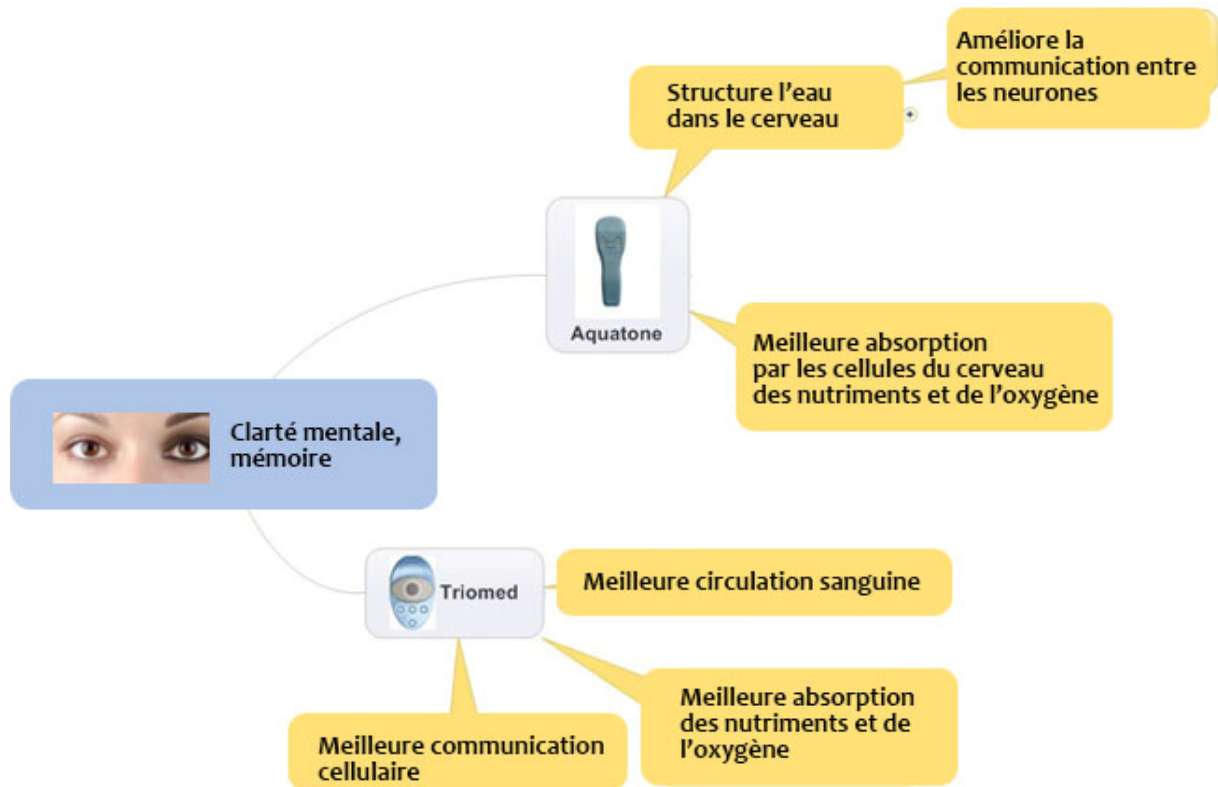 Améliore la
communication entre
les neurones
Structure l’eau
dans le cerveau
Aquatone
Meilleure absorption
par les cellules du cerveau
des nutriments et de l’oxygène
Clarté mentale,
mémoire
Triomed
Meilleure circulation sanguine
Meilleure absorption
des nutriments et de
l’oxygène
Meilleure communication
cellulaire